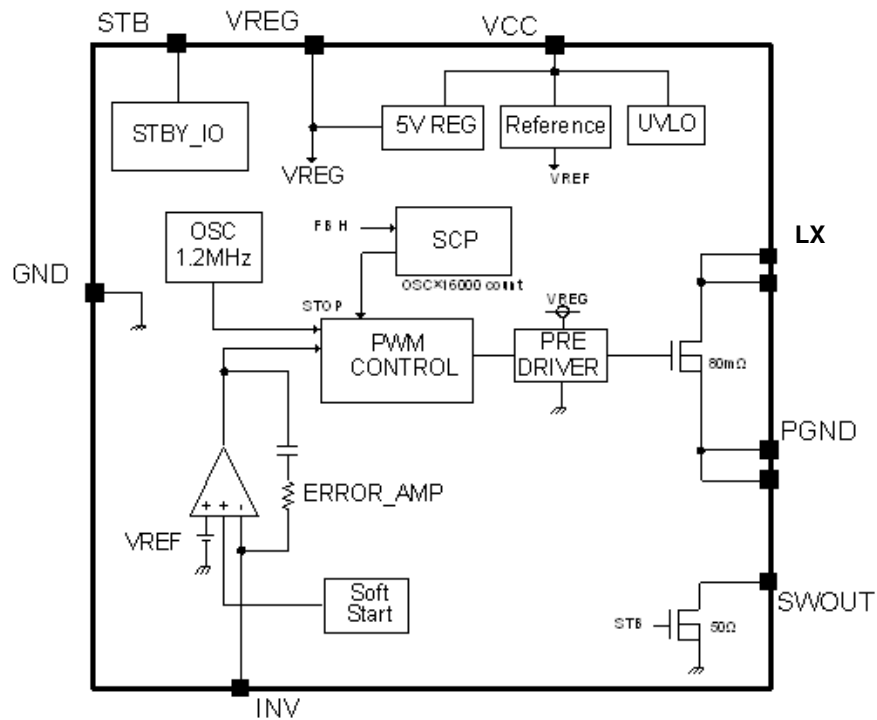 STB
VREG
VCC
STBY_IO
5V REG
Reference
UVLO
VREG
VREF
OSC
1.2MHz
FBH
SCP
OSC×16000 count
LX
GND
STOP
VREG
PWM
CONTROL
PRE
DRIVER
80mΩ
PGND
+ + -
ERROR_AMP
VREF
Soft
Start
SWOUT
STB
50Ω
INV